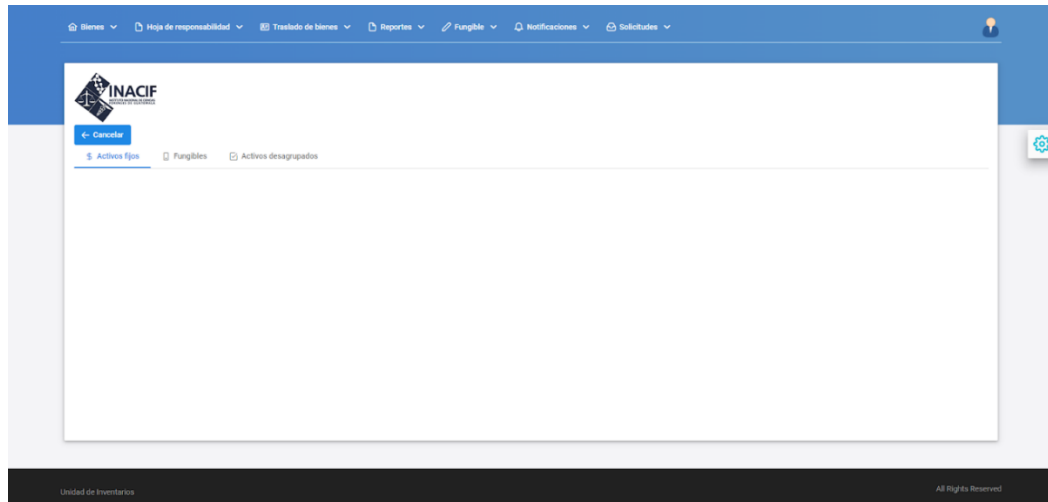 Bienes Hoja de responsabilidad Traslado de bienes Reportes Fungible Notificaciones Solicitudes
INACIF
← Cancelar
Activos fijos Fungibles Activos desagrupados
Unidad de Inventarios All Rights Reserved